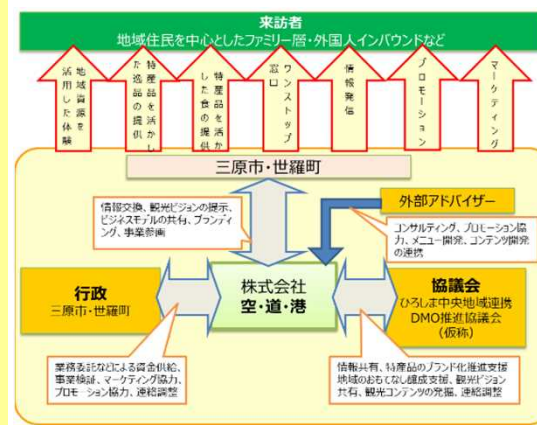 来訪者
地域住民を中心としたファミリー層・外国人インバウンドなど
地域資源を
活用した体験
特産品を活かし
た逸品の提供
特産品を活か
した食の提供
ワンストップ
窓口
情報発信
プロモーション
マーケティング
三原市・世羅町
情報交換、観光ビジョンの提示、
ビジネスモデルの共有、ブランディ
ング、事業参画
外部アドバイザー
コンサルティング、プロモーション協
力、メニュー開発、コンテンツ開発
の連携
行政
三原市・世羅町
株式会社
空・道・港
協議会
ひろしま中央地域連携
DMO推進協議会
(仮称)
業務委託などによる資金供給、
事業検証、マーケティング協力、
プロモーション協力、連絡調整
情報共有、特産品のブランド化推進支援
地域のおもてなし醸成支援、観光ビジョン
共有、観光コンテンツの発掘、連絡調整